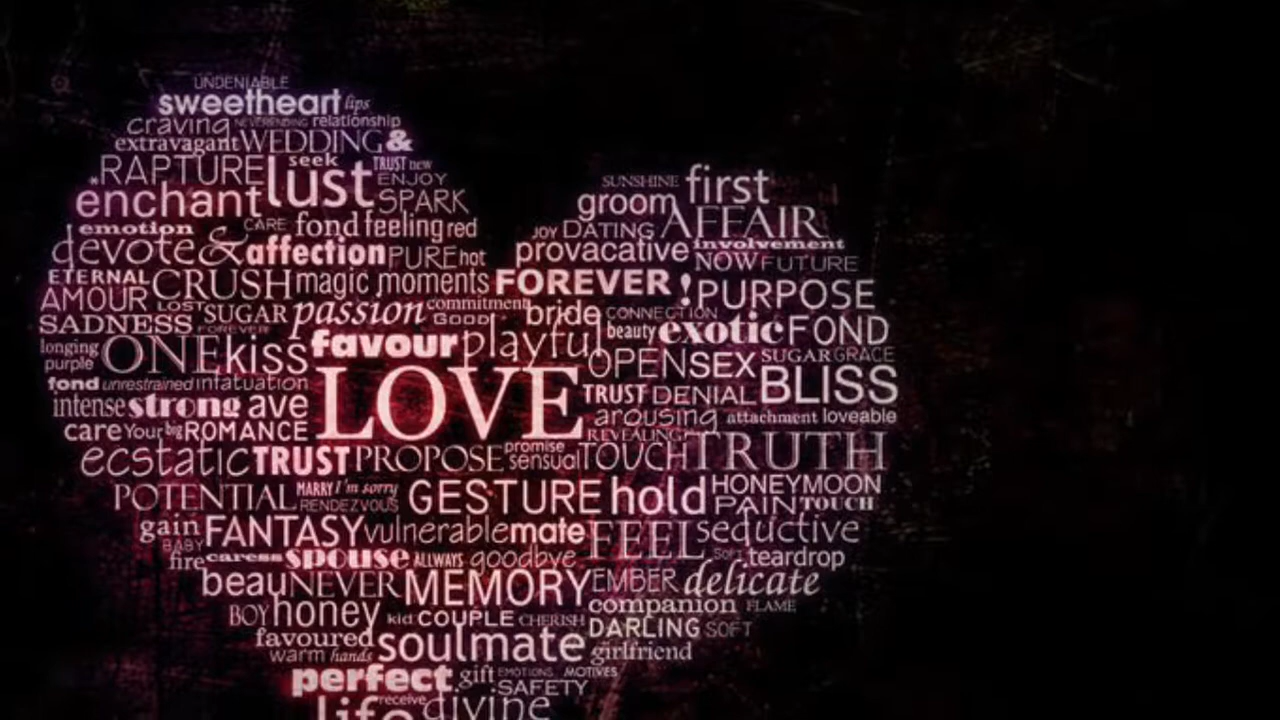 UNDENIABLE
sweetheart lips
craving NEVERENDING relationship
extravagant WEDDING &
RAPTURE lust seek TRUST new
SUNSHINE first
enchant ENJOY SPARK groom
emotion CARE fond feeling red JOY DATING AFFAIR
devote & affection PURE hot provacative involvement
NOW FUTURE
ETERNAL CRUSH magic moments FOREVER ! PURPOSE
AMOUR LOST SUGAR passion commitment bride CONNECTION
SADNESS FOREVER GOOD! beauty exotic FOND
longing ONE kiss favour playful OPEN SEX SUGAR GRACE
purple
fond unrestrained infatuation LOVE TRUST DENIAL BLISS
intense strong ave arousing attachment loveable
care Your big ROMANCE REVEALING TRUTH
ecstatic TRUST PROPOSE promise sensual TOUCH
POTENTIAL MARRY I'm sorry GESTURE hold HONEYMOON
RENDEZVOUS PAIN TOUCH
gain FANTASY vulnerable mate FEEL seductive
BABY
fire caress spouse ALLWAYS goodbye SOFT teardrop
beau NEVER MEMORY EMBER delicate
BOY honey kid COUPLE CHERISH companion FLAME
favoured soulmate DARLING SOFT
warm hands girlfriend
perfect gift EMOTIONS MOTIVES
SAFETY
life receive divine